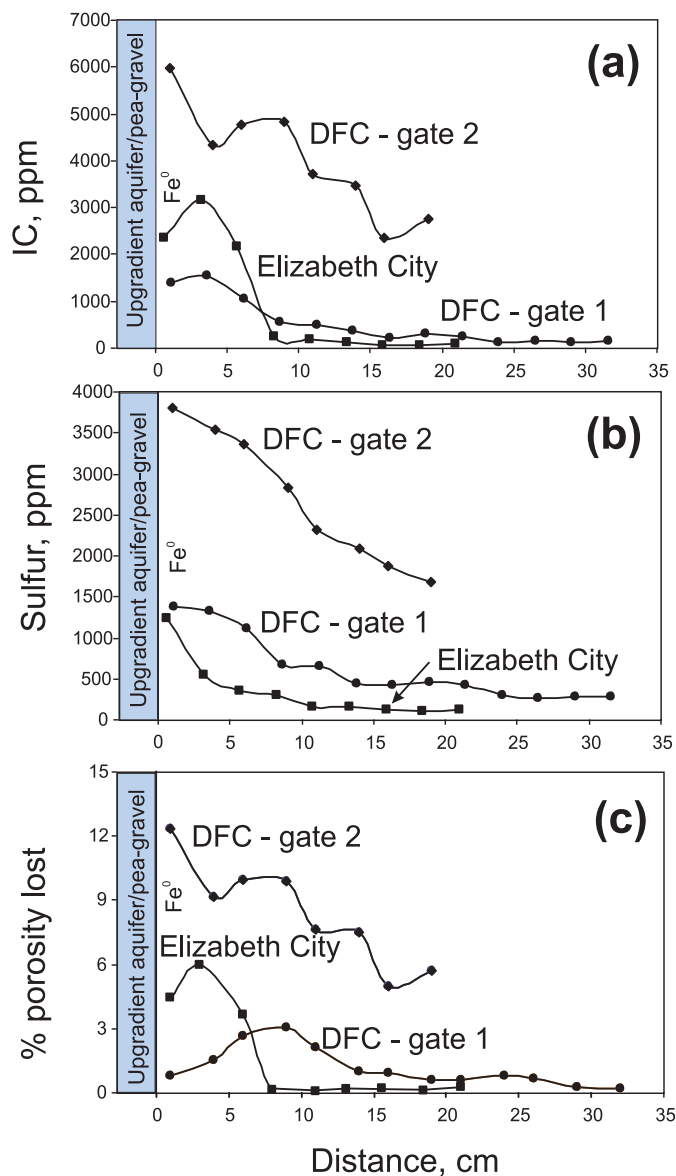 (a)
7000
6000
5000
4000
3000
2000
1000
0
IC, ppm
Upgradient aquifer/pea-gravel
Fe⁰
DFC - gate 2
Elizabeth City
DFC - gate 1
0 5 10 15 20 25 30 35
(b)
4000
3500
3000
2500
2000
1500
1000
500
0
Sulfur, ppm
Upgradient aquifer/pea-gravel
Fe⁰
DFC - gate 2
DFC - gate 1
Elizabeth City
0 5 10 15 20 25 30 35
(c)
15
12
9
6
3
0
% porosity lost
Upgradient aquifer/pea-gravel
Fe⁰
DFC - gate 2
Elizabeth City
DFC - gate 1
0 5 10 15 20 25 30 35
Distance, cm